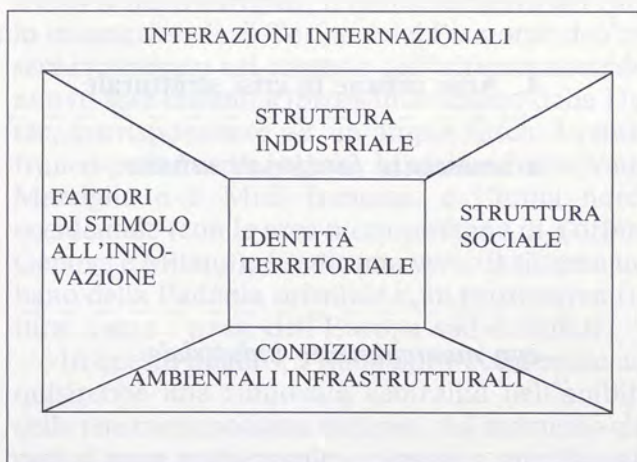 INTERAZIONI INTERNAZIONALI
STRUTTURA
INDUSTRIALE
FATTORI
DI STIMOLO
ALL'INNO-
VAZIONE
IDENTITÀ
TERRITORIALE
STRUTTURA
SOCIALE
CONDIZIONI
AMBIENTALI INFRASTRUTTURALI